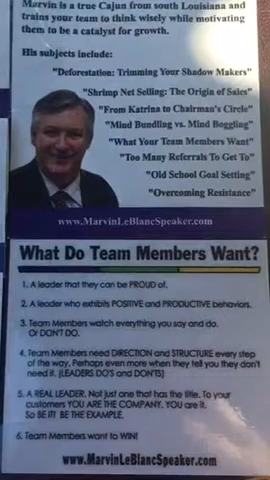 Marvin is a true Cajun from south Louisiana and
trains your team to think wisely while motivating
them to be a catalyst for growth.
His subjects include:
"Deforestation: Trimming Your Shadow Makers"
"Shrimp Net Selling: The Origin of Sales"
"From Katrina to Chairman's Circle"
"Mind Bundling vs. Mind Boggling"
"What Your Team Members Want"
"Too Many Referrals To Get To"
"Old School Goal Setting"
"Overcoming Resistance"
www.MarvinLeBlancSpeaker.com
What Do Team Members Want?
1. A leader that they can be PROUD of.
2. A leader who exhibits POSITIVE and PRODUCTIVE behaviors.
3. Team Members watch everything you say and do.
Or DON'T DO.
4. Team Members need DIRECTION and STRUCTURE every step
of the way. Perhaps even more when they tell you they don't
need it. (LEADERS DO'S and DON'TS)
5. A REAL LEADER. Not just one that has the title. To your
customers YOU ARE THE COMPANY. YOU are it.
So BE IT! BE THE EXAMPLE.
6. Team Members want to WIN!
www.MarvinLeBlancSpeaker.com